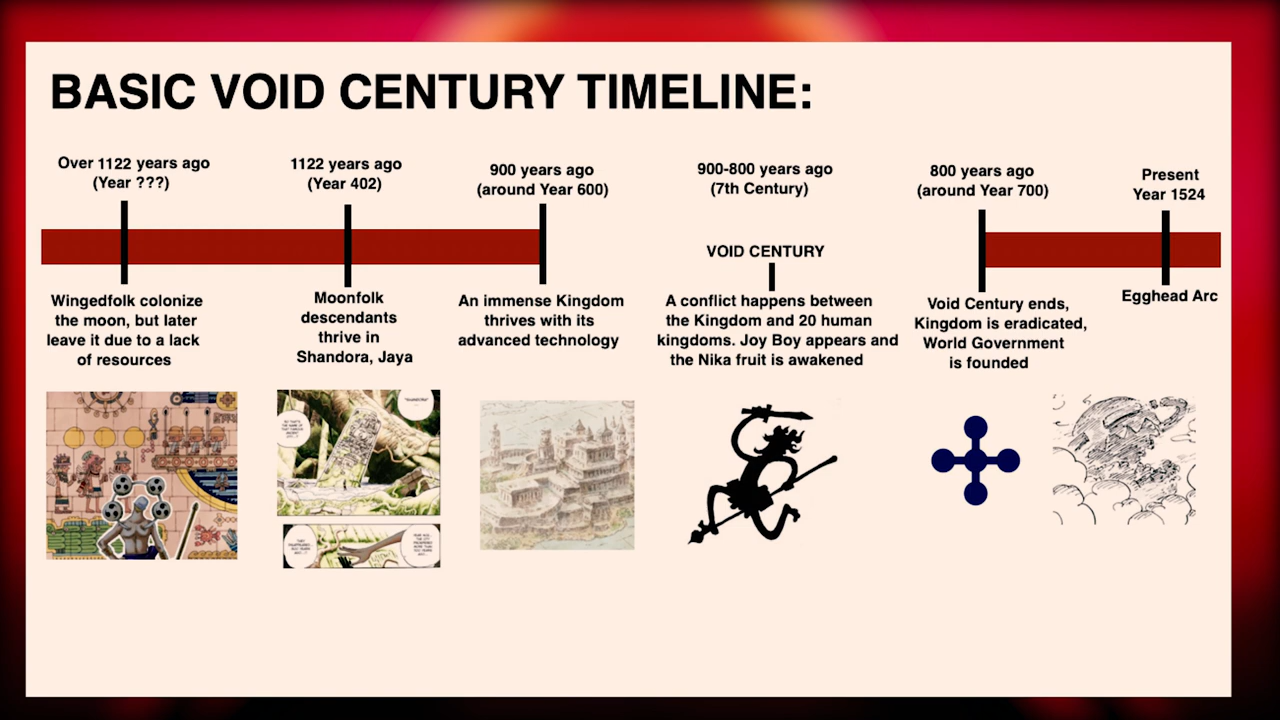 BASIC VOID CENTURY TIMELINE:
Over 1122 years ago
(Year ???)
1122 years ago
(Year 402)
900 years ago
(around Year 600)
900-800 years ago
(7th Century)
800 years ago
(around Year 700)
Present
Year 1524
VOID CENTURY
Wingedfolk colonize
the moon, but later
leave it due to a lack
of resources
Moonfolk
descendants
thrive in
Shandora, Jaya
An immense Kingdom
thrives with its
advanced technology
A conflict happens between
the Kingdom and 20 human
kingdoms. Joy Boy appears and
the Nika fruit is awakened
Void Century ends,
Kingdom is eradicated,
World Government
is founded
Egghead Arc